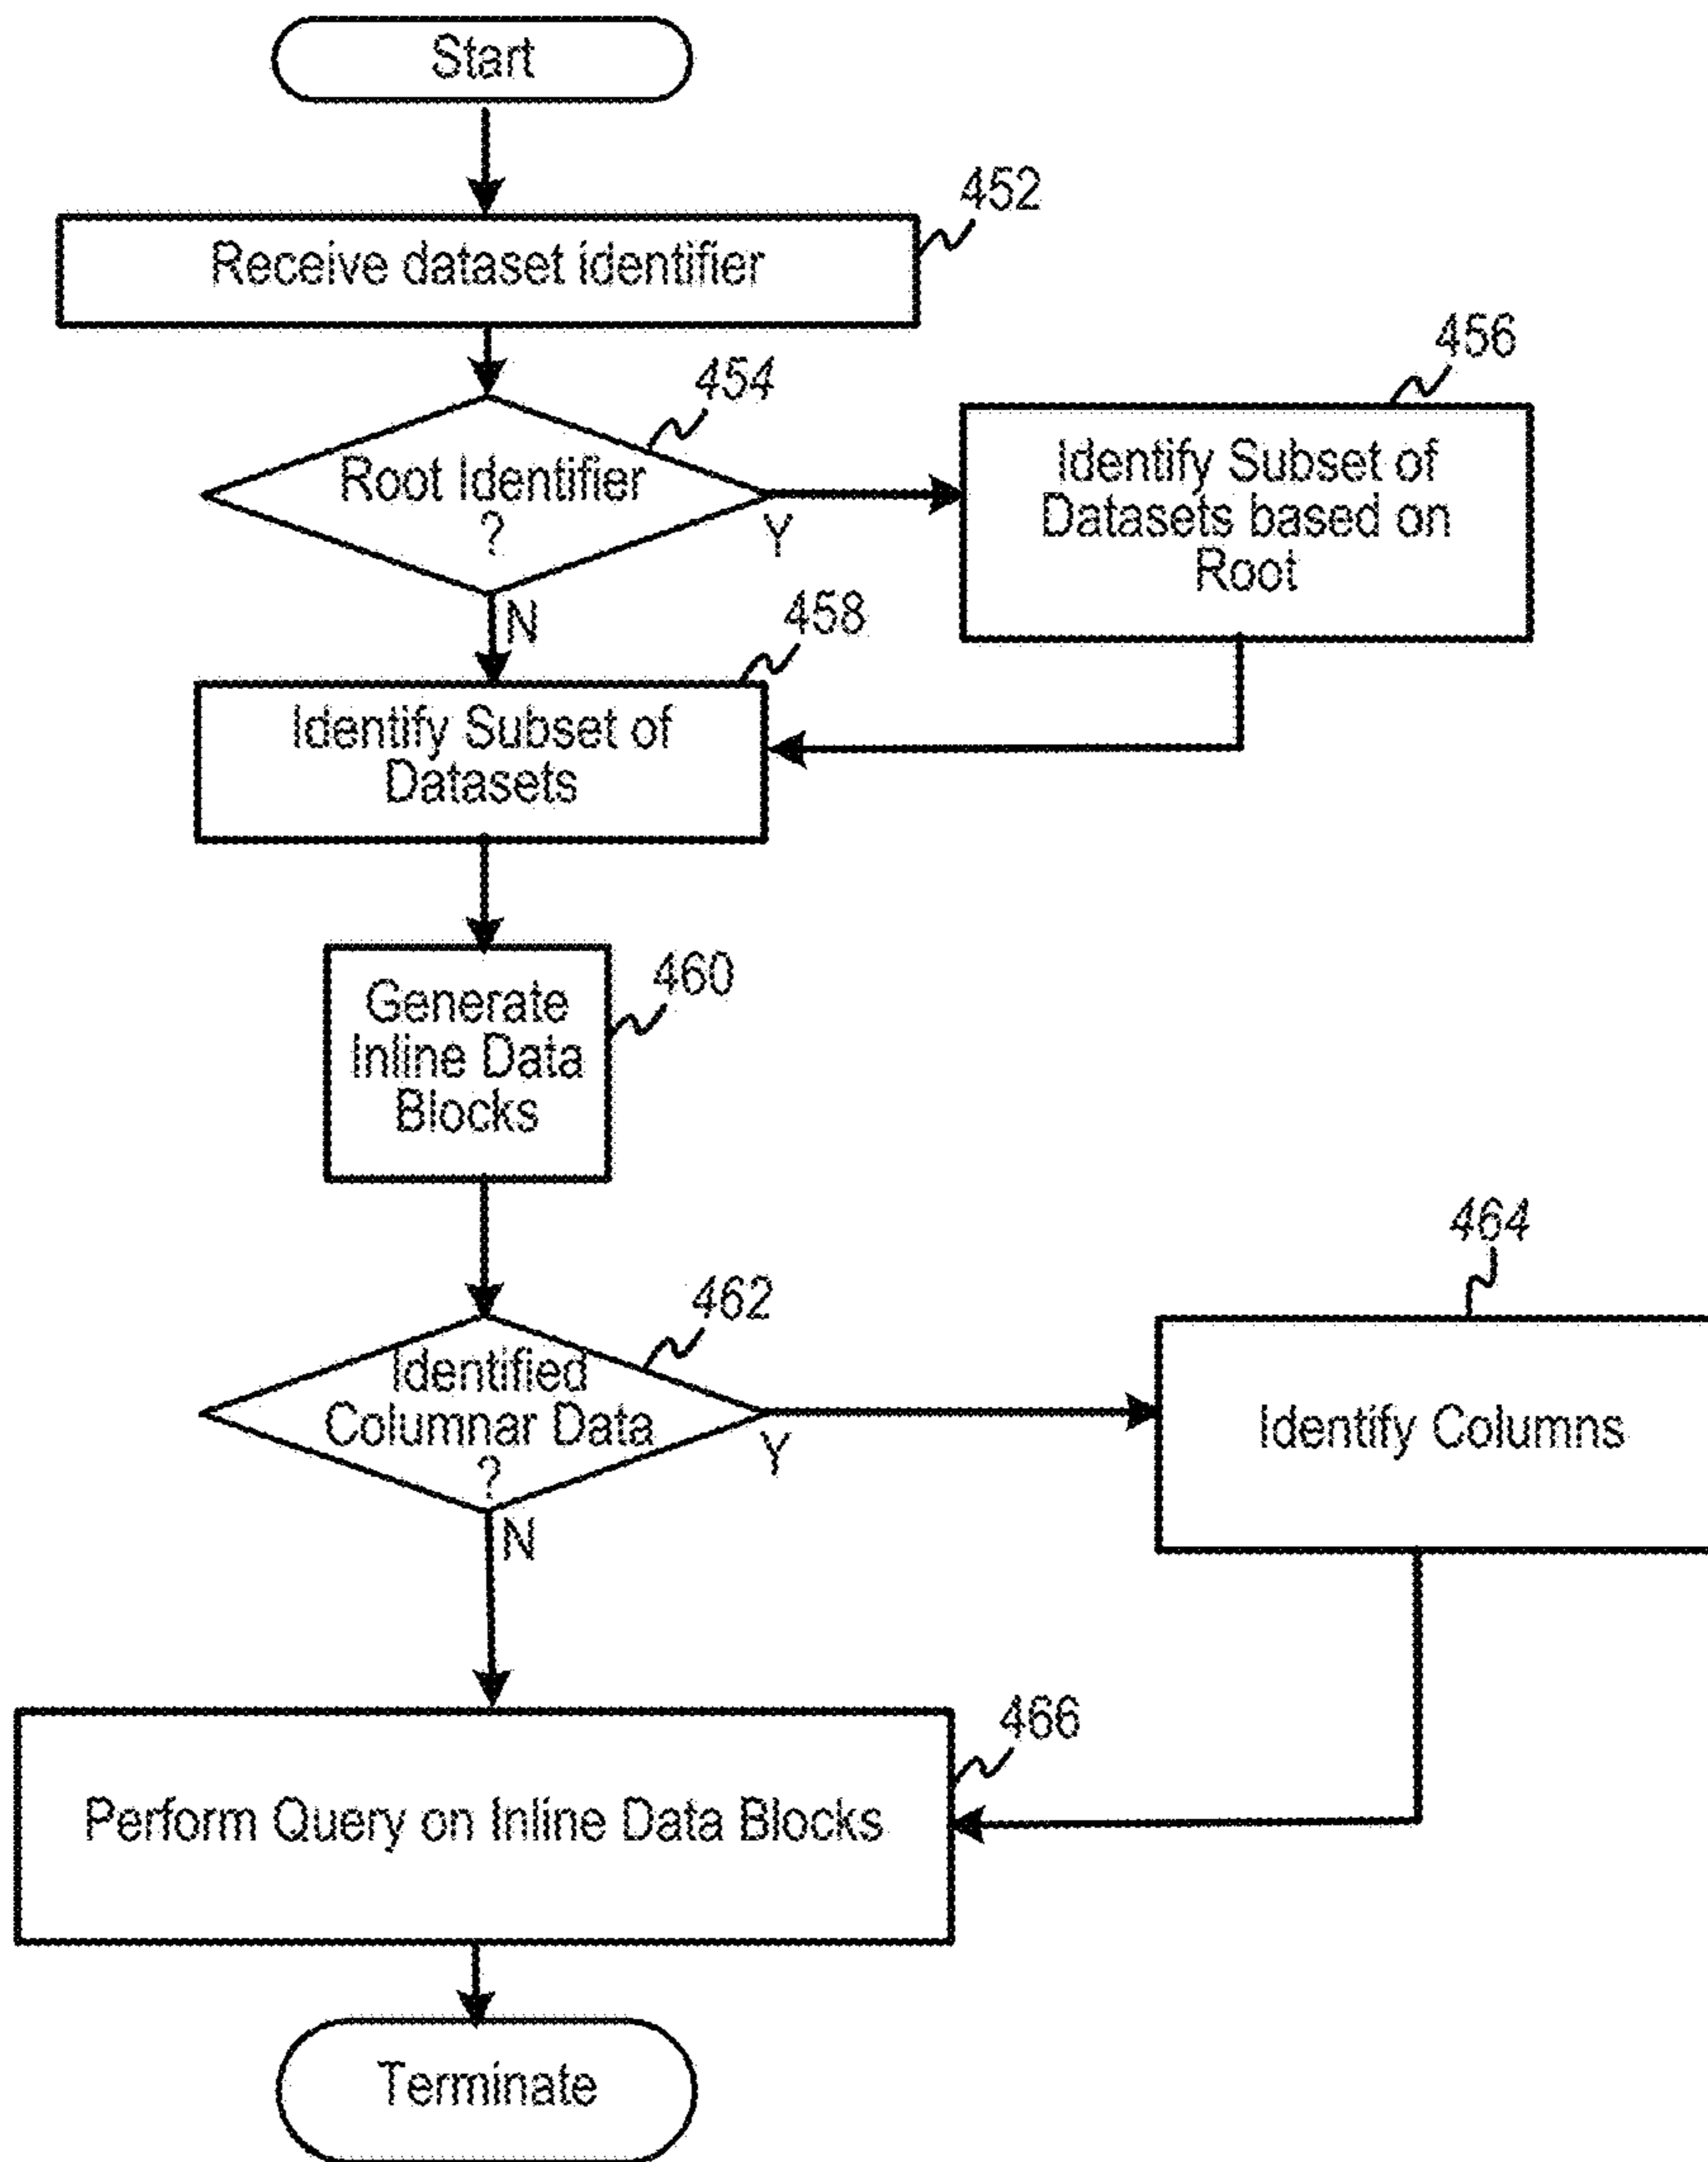 Start
452
Receive dataset identifier
454
456
Root Identifier
?
Y
N
Identify Subset of
Datasets based on
Root
458
Identify Subset of
Datasets
460
Generate
Inline Data
Blocks
462
464
Identified
Columnar Data
?
Y
N
Identify Columns
466
Perform Query on Inline Data Blocks
Terminate